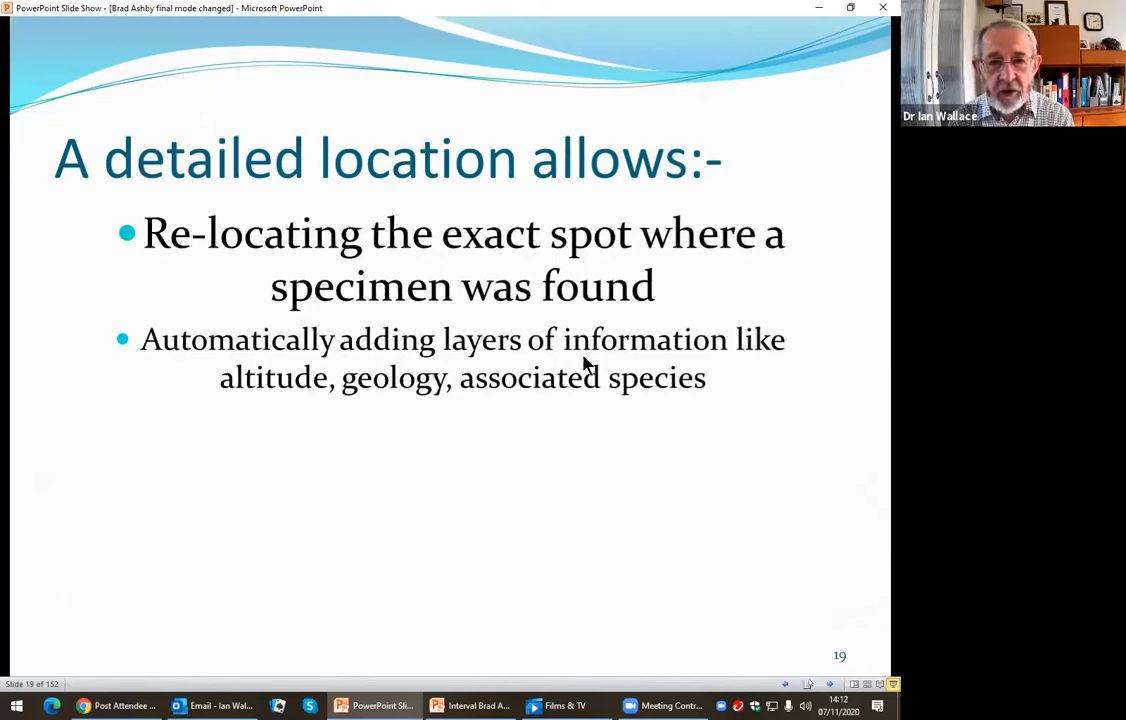 PowerPoint Slide Show - [Brad Ashby final mode changed] - Microsoft PowerPoint
Dr Ian Wallace
A detailed location allows:-
• Re-locating the exact spot where a
specimen was found
• Automatically adding layers of information like
altitude, geology, associated species
19
Slide 19 of 152
Post Attendee ...
Email - Ian Wal...
PowerPoint Sli...
Interval Brad A...
Films & TV
Meeting Contr...
14:12
07/11/2020